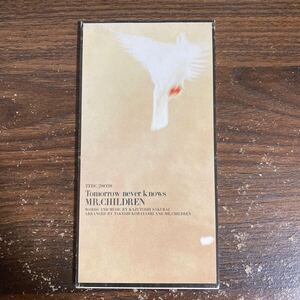 Tomorrow never knows
MR.CHILDREN
WORDS AND MUSIC BY KAZUTOSHI SAKURAI
ARRANGED BY TAKESHI KOBAYASHI AND MR.CHILDREN